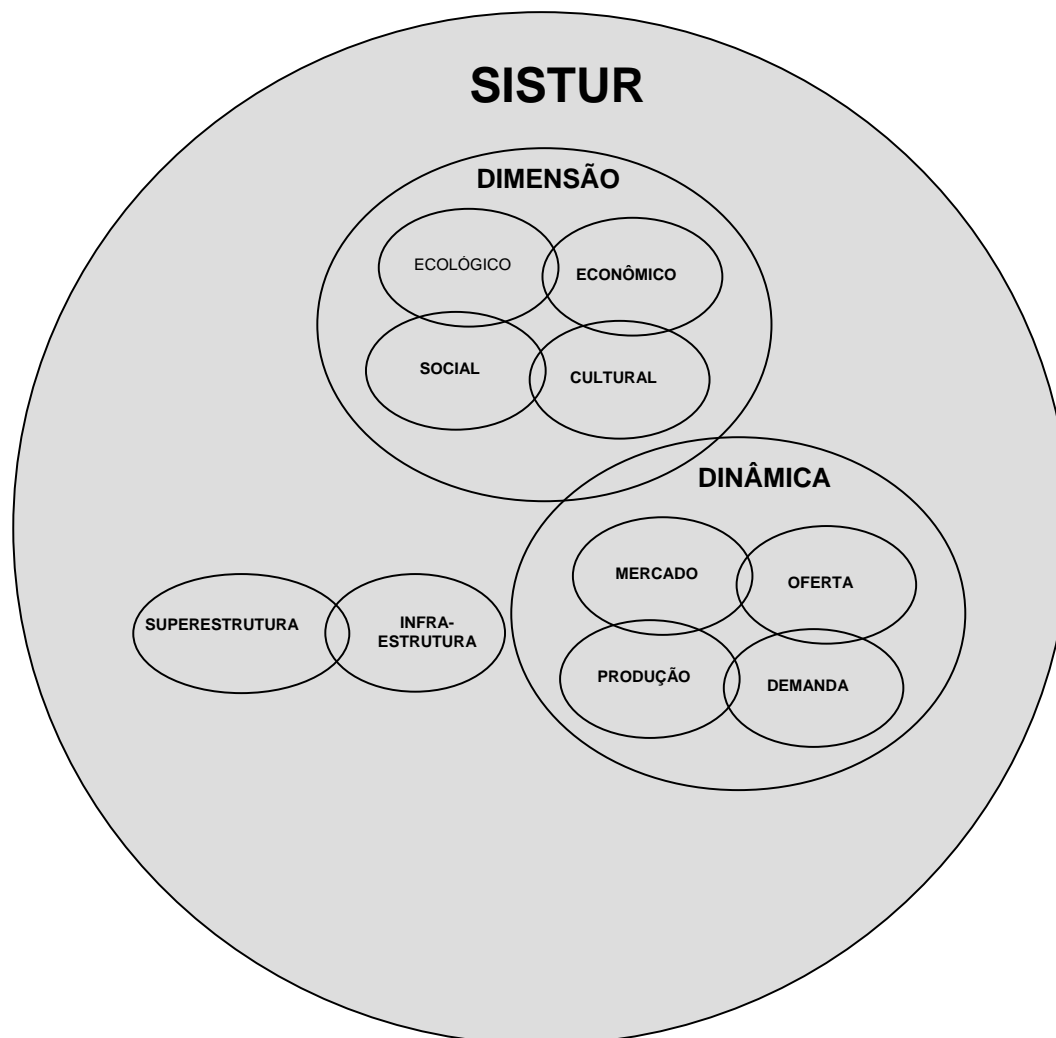 SISTUR
DIMENSÃO
ECOLÓGICO
ECONÔMICO
SOCIAL
CULTURAL
DINÂMICA
MERCADO
OFERTA
SUPERESTRUTURA
INFRA-
ESTRUTURA
PRODUÇÃO
DEMANDA